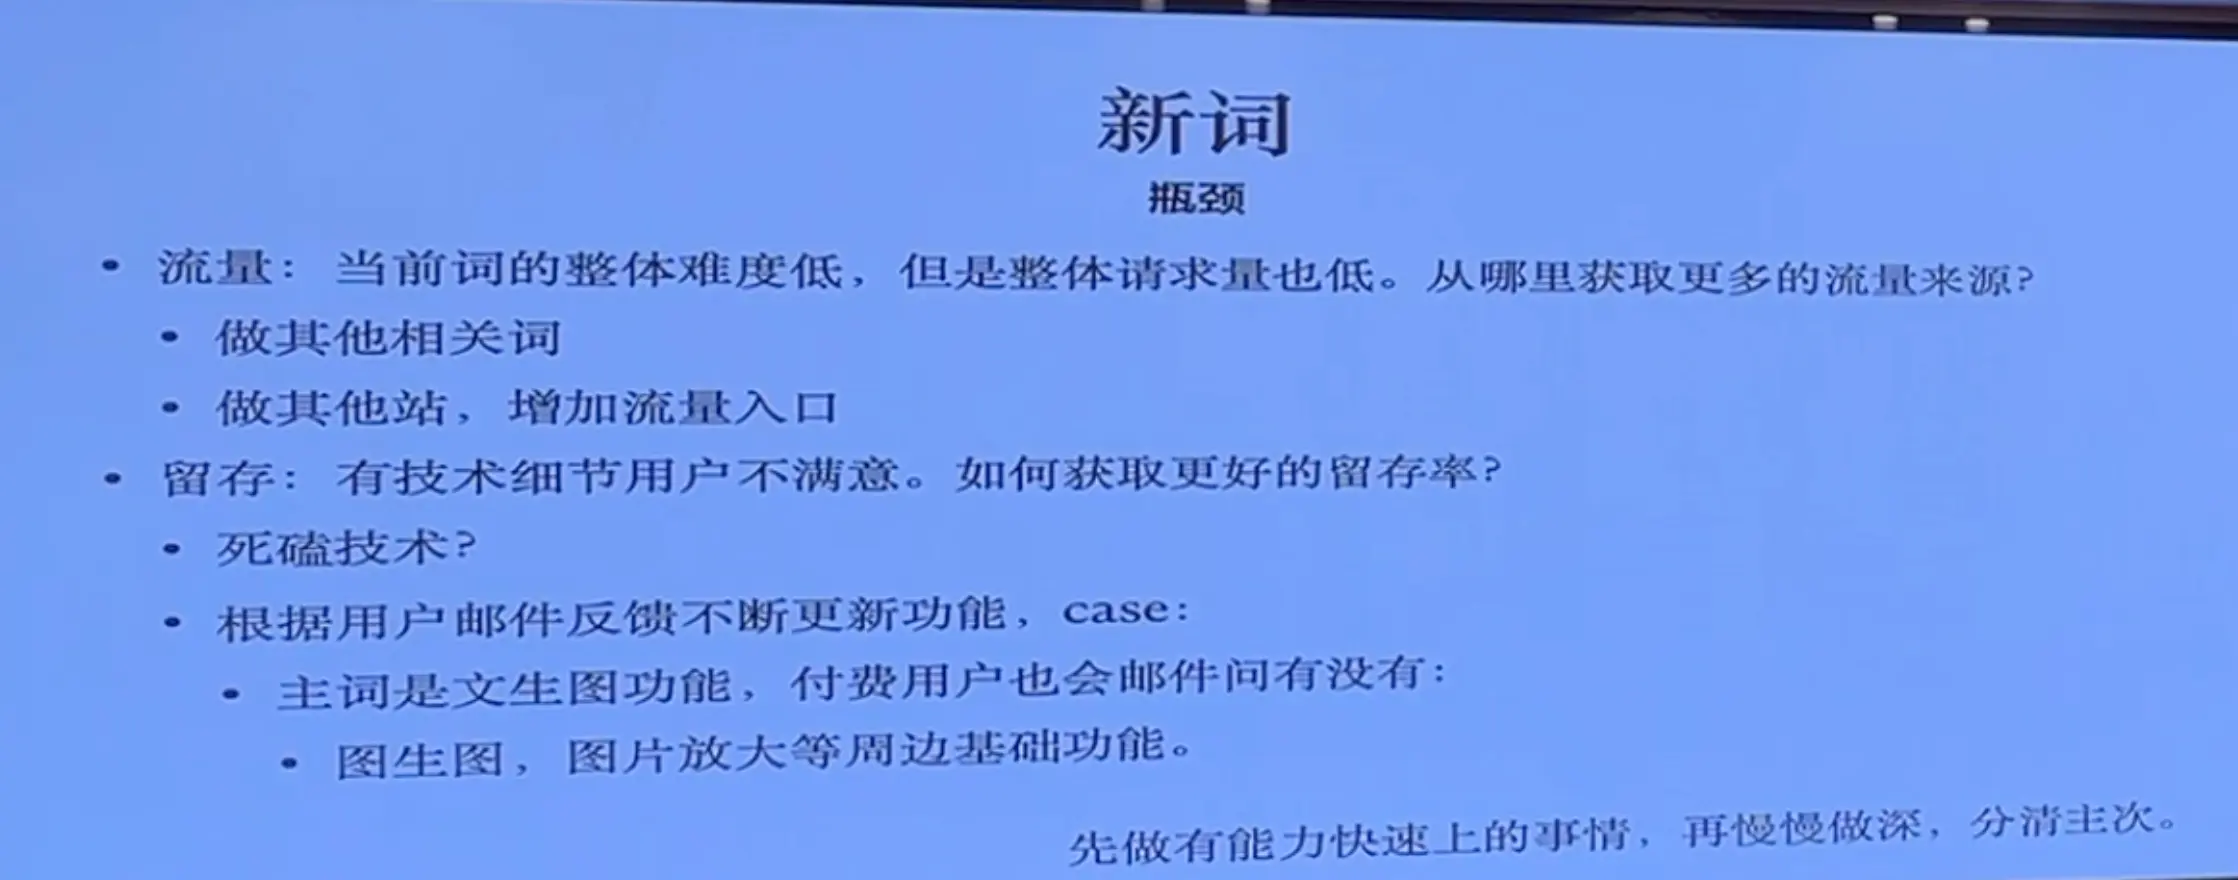 新词
瓶颈
• 流量：当前词的整体难度低，但是整体请求量也低。从哪里获取更多的流量来源？
• 做其他相关词
• 做其他站，增加流量入口
• 留存：有技术细节用户不满意。如何获取更好的留存率？
• 死磕技术？
• 根据用户邮件反馈不断更新功能，case：
• 主词是文生图功能，付费用户也会邮件问有没有：
• 图生图，图片放大等周边基础功能。
先做有能力快速上的事情，再慢慢做深，分清主次。